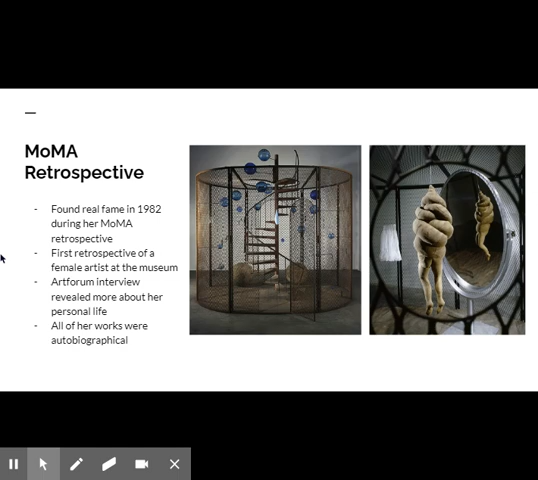 MoMA
Retrospective
- Found real fame in 1982
during her MoMA
retrospective
- First retrospective of a
female artist at the museum
- Artforum interview
revealed more about her
personal life
- All of her works were
autobiographical